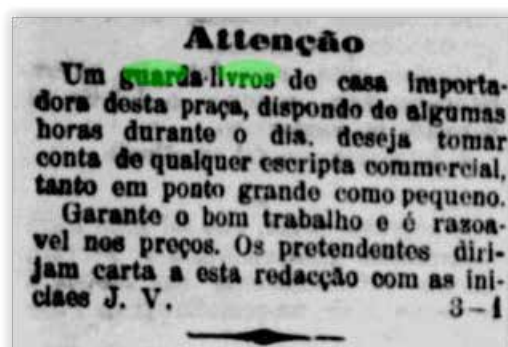 Attenção
Um guarda-livros de casa importa-
dora desta praça, dispondo de algumas
horas durante o dia, deseja tomar
conta de qualquer escripta commercial,
tanto em ponto grande como pequeno.
Garante o bom trabalho e é razoa-
vel nos preços. Os pretendentes diri-
jam carta a esta redacção com as ini-
ciaes J. V. 3-1